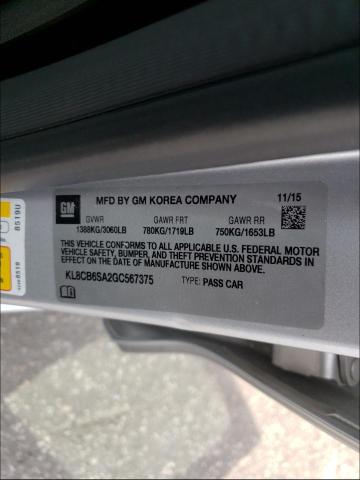 GM
MFD BY GM KOREA COMPANY 11/15
GVWR GAWR FRT GAWR RR
1388KG/3060LB 780KG/1719LB 750KG/1653LB
THIS VEHICLE CONFORMS TO ALL APPLICABLE U.S. FEDERAL MOTOR
VEHICLE SAFETY, BUMPER, AND THEFT PREVENTION STANDARDS IN
EFFECT ON THE DATE OF MANUFACTURE SHOWN ABOVE.
KL8CB6SA2GC567375 TYPE: PASS CAR
8519U